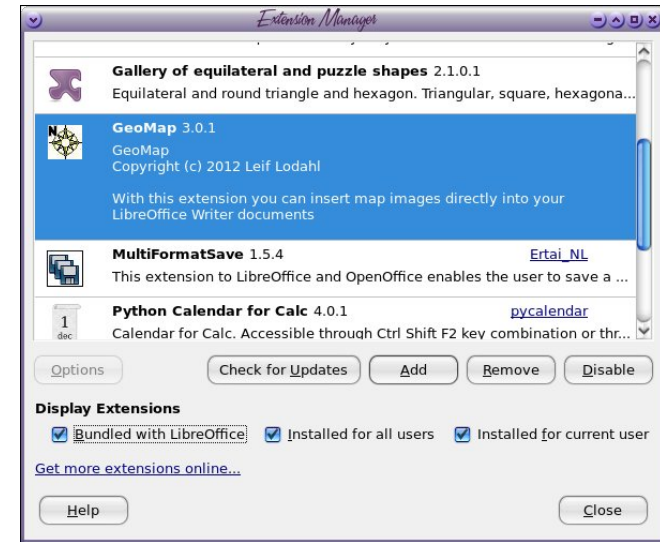 Extension Manager
Gallery of equilateral and puzzle shapes 2.1.0.1
Equilateral and round triangle and hexagon. Triangular, square, hexagona...
N
GeoMap 3.0.1
GeoMap
Copyright (c) 2012 Leif Lodahl
With this extension you can insert map images directly into your
LibreOffice Writer documents
MultiFormatSave 1.5.4 Ertai_NL
This extension to LibreOffice and OpenOffice enables the user to save a ...
Python Calendar for Calc 4.0.1 pycalendar
1
dec
Calendar for Calc. Accessible through Ctrl Shift F2 key combination or thr...
Options Check for Updates Add Remove Disable
Display Extensions
Bundled with LibreOffice Installed for all users Installed for current user
Get more extensions online...
Help Close